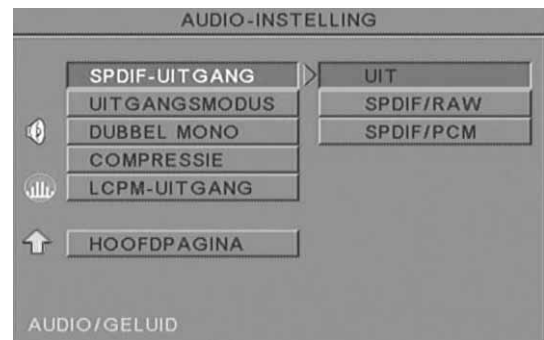 AUDIO-INSTELLING
SPDIF-UITGANG UIT
UITGANGSMODUS SPDIF/RAW
DUBBEL MONO SPDIF/PCM
COMPRESSIE
LCPM-UITGANG
HOOFDPAGINA
AUDIO/GELUID